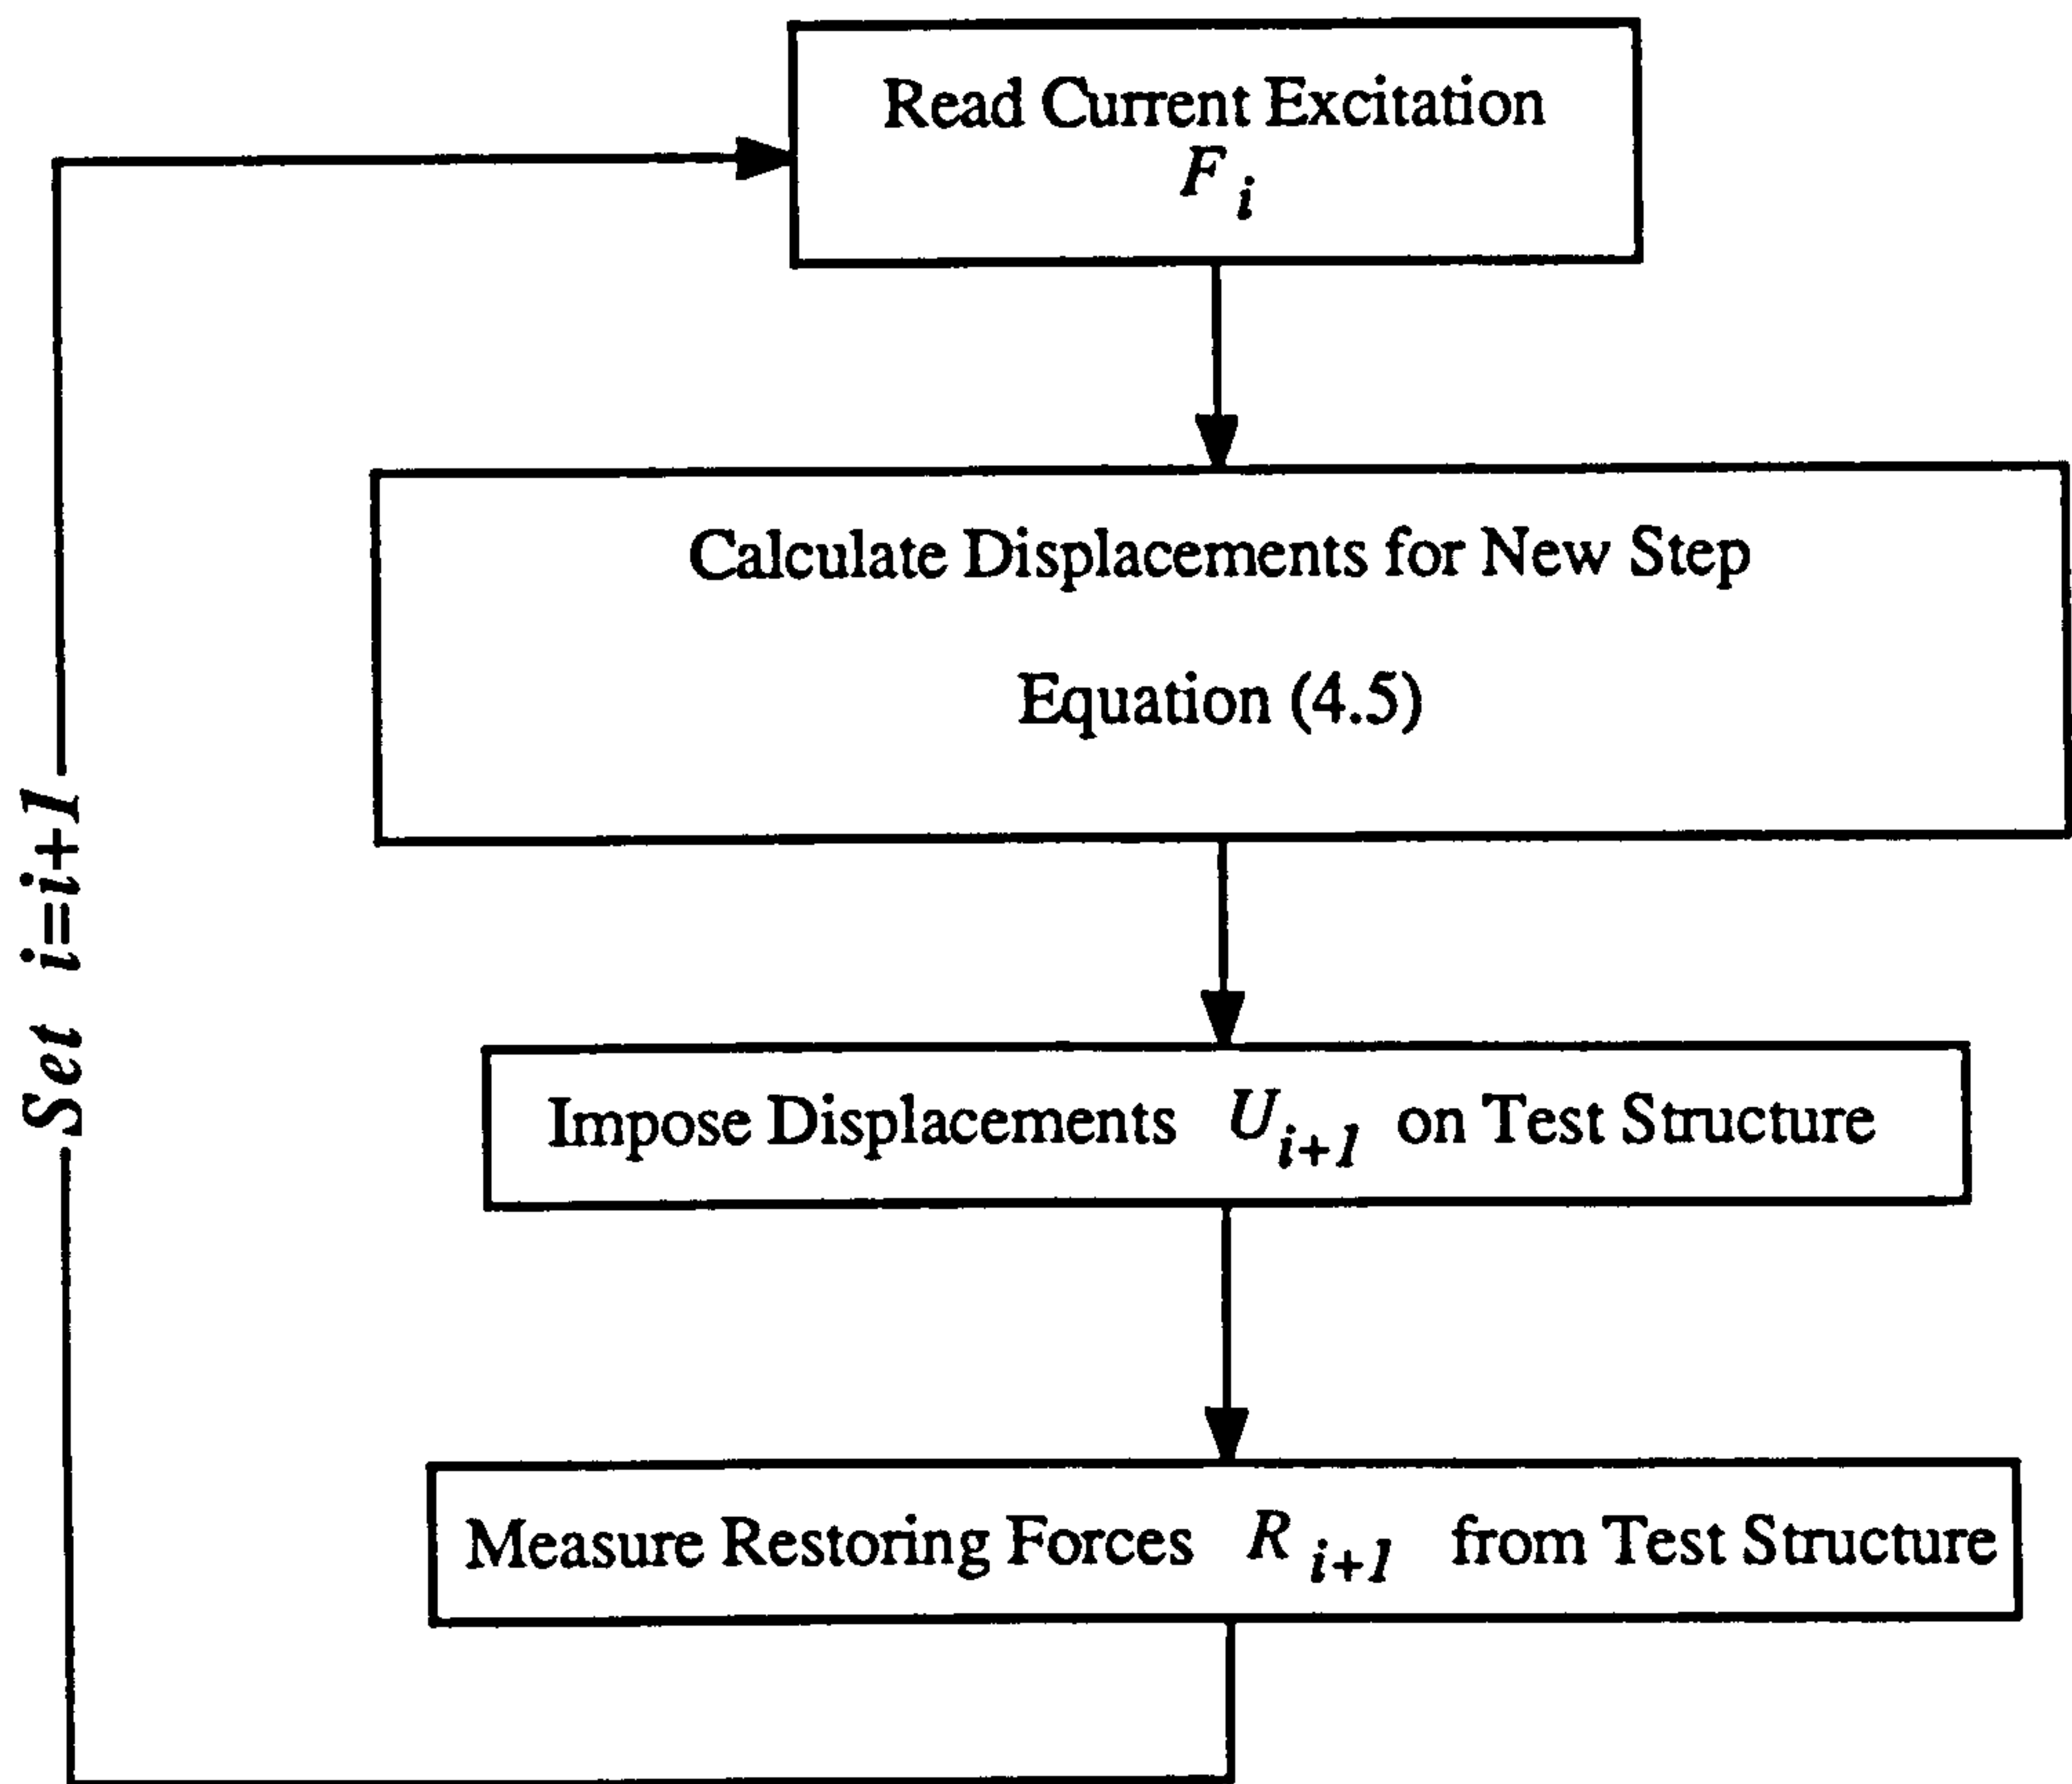 Read Current Excitation
F i
Calculate Displacements for New Step
Equation (4.5)
Impose Displacements U i+1 on Test Structure
Measure Restoring Forces R i+1 from Test Structure
Set i=i+1